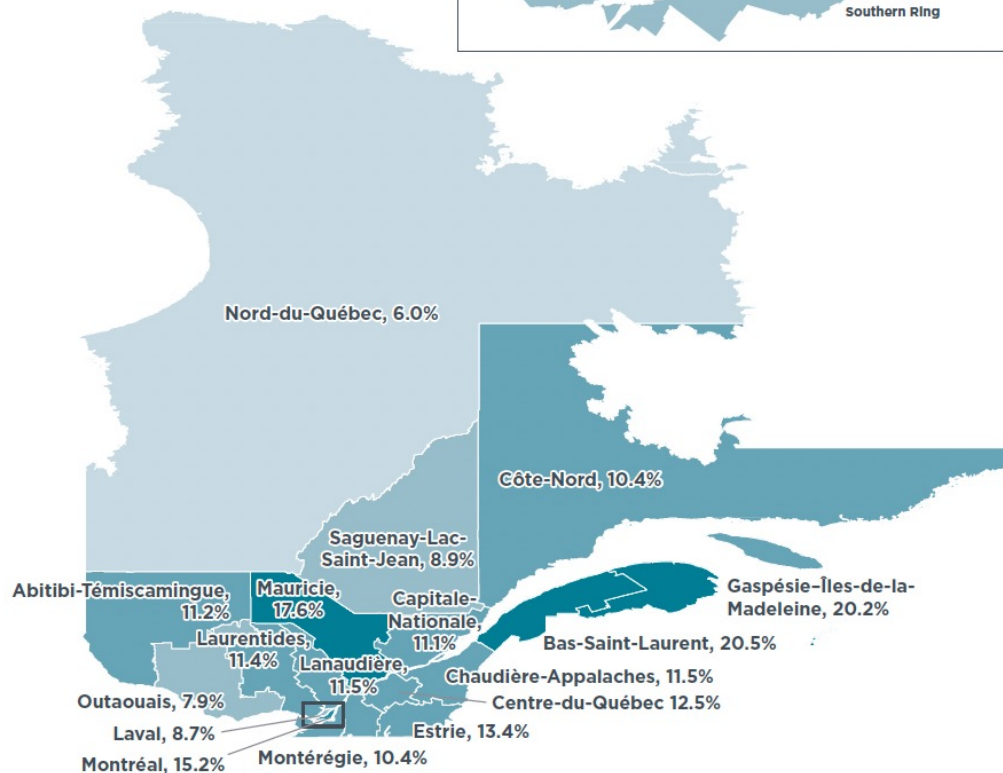 Southern Ring
Nord-du-Québec, 6.0%
Côte-Nord, 10.4%
Saguenay-Lac-
Saint-Jean, 8.9%
Abitibi-Témiscamingue,
11.2%
Mauricie,
17.6%
Capitale-
Nationale,
11.1%
Gaspésie-Îles-de-la-
Madeleine, 20.2%
Laurentides,
11.4%
Bas-Saint-Laurent, 20.5%
Lanaudière,
11.5%
Chaudière-Appalaches, 11.5%
Outaouais, 7.9%
Centre-du-Québec 12.5%
Laval, 8.7%
Estrie, 13.4%
Montréal, 15.2%
Montérégie, 10.4%